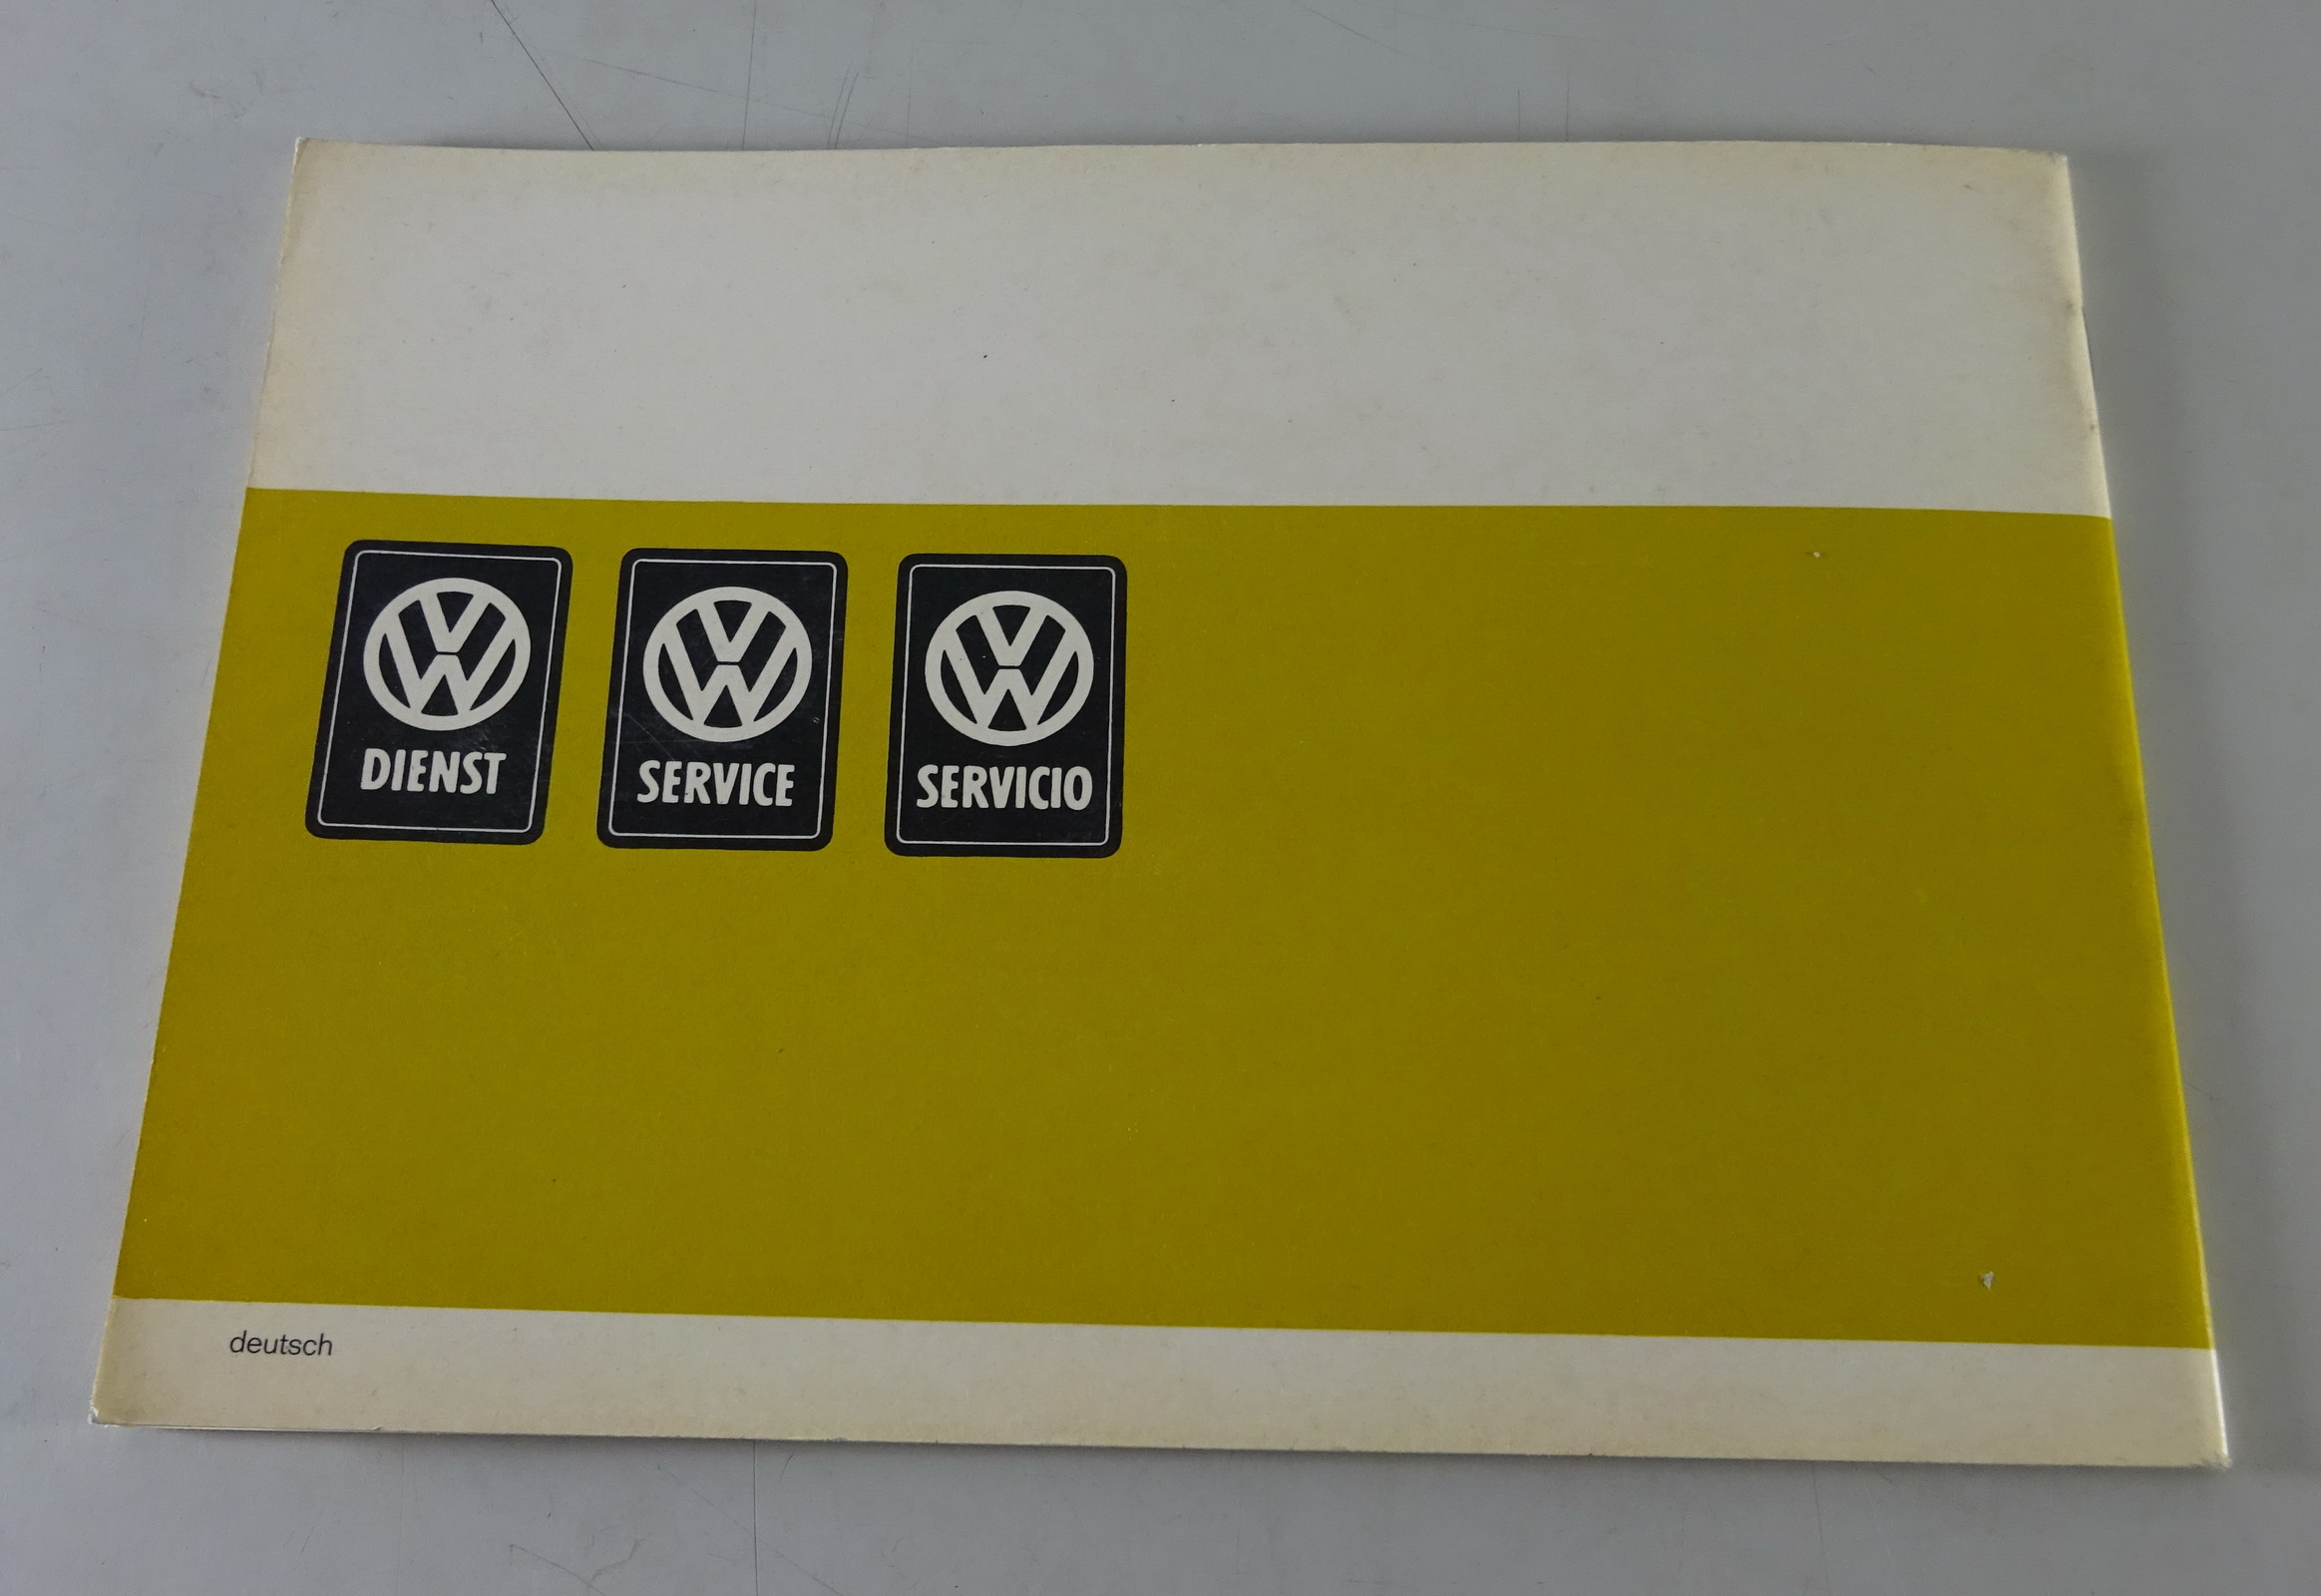 DIENST
SERVICE
SERVICIO
deutsch